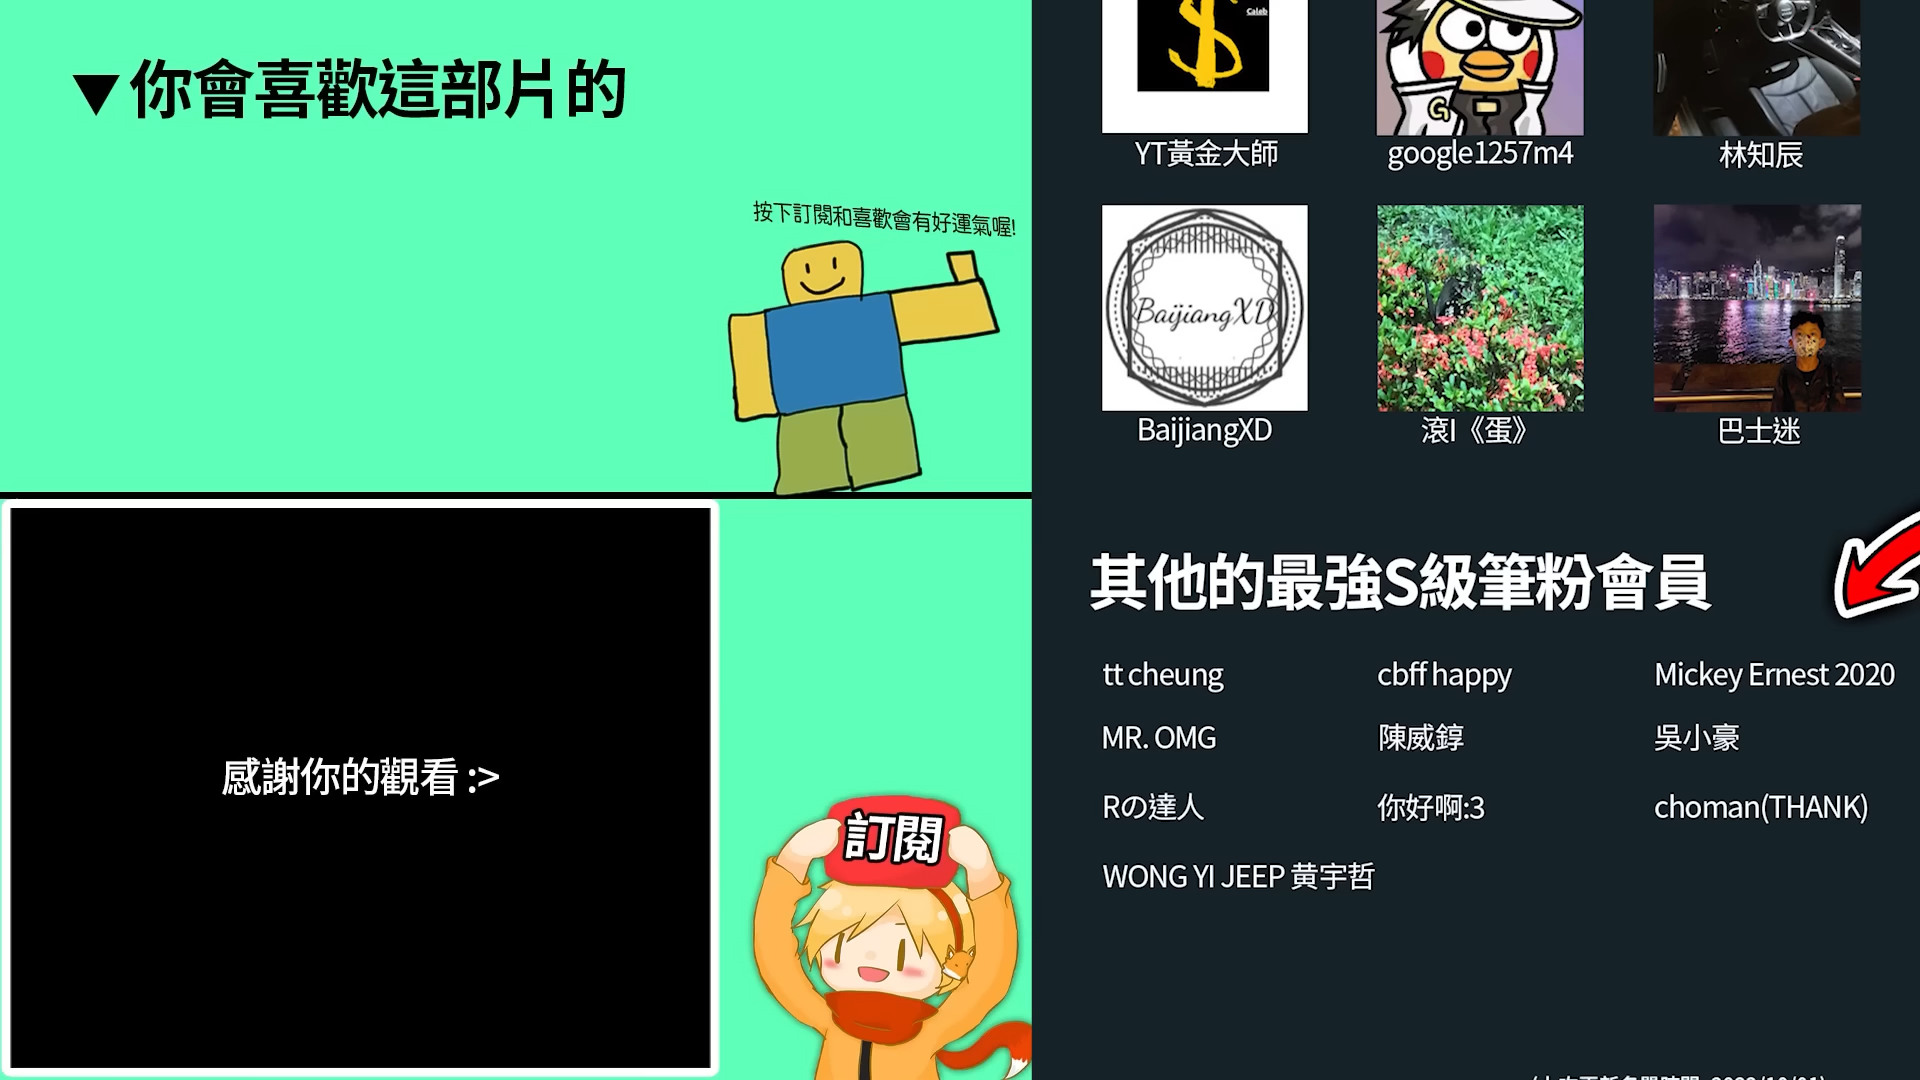 ▼你會喜歡這部片的
按下訂閱和喜歡會有好運氣喔!
感謝你的觀看 :>
訂閱
Caleb
G
YT黃金大師
google1257m4
林知辰
BaijiangXD
BaijiangXD
滾I《蛋》
巴士迷
其他的最強S級筆粉會員
tt cheung
cbff happy
Mickey Ernest 2020
MR. OMG
陳威錞
吳小豪
Rの達人
你好啊:3
choman(THANK)
WONG YI JEEP 黄宇哲